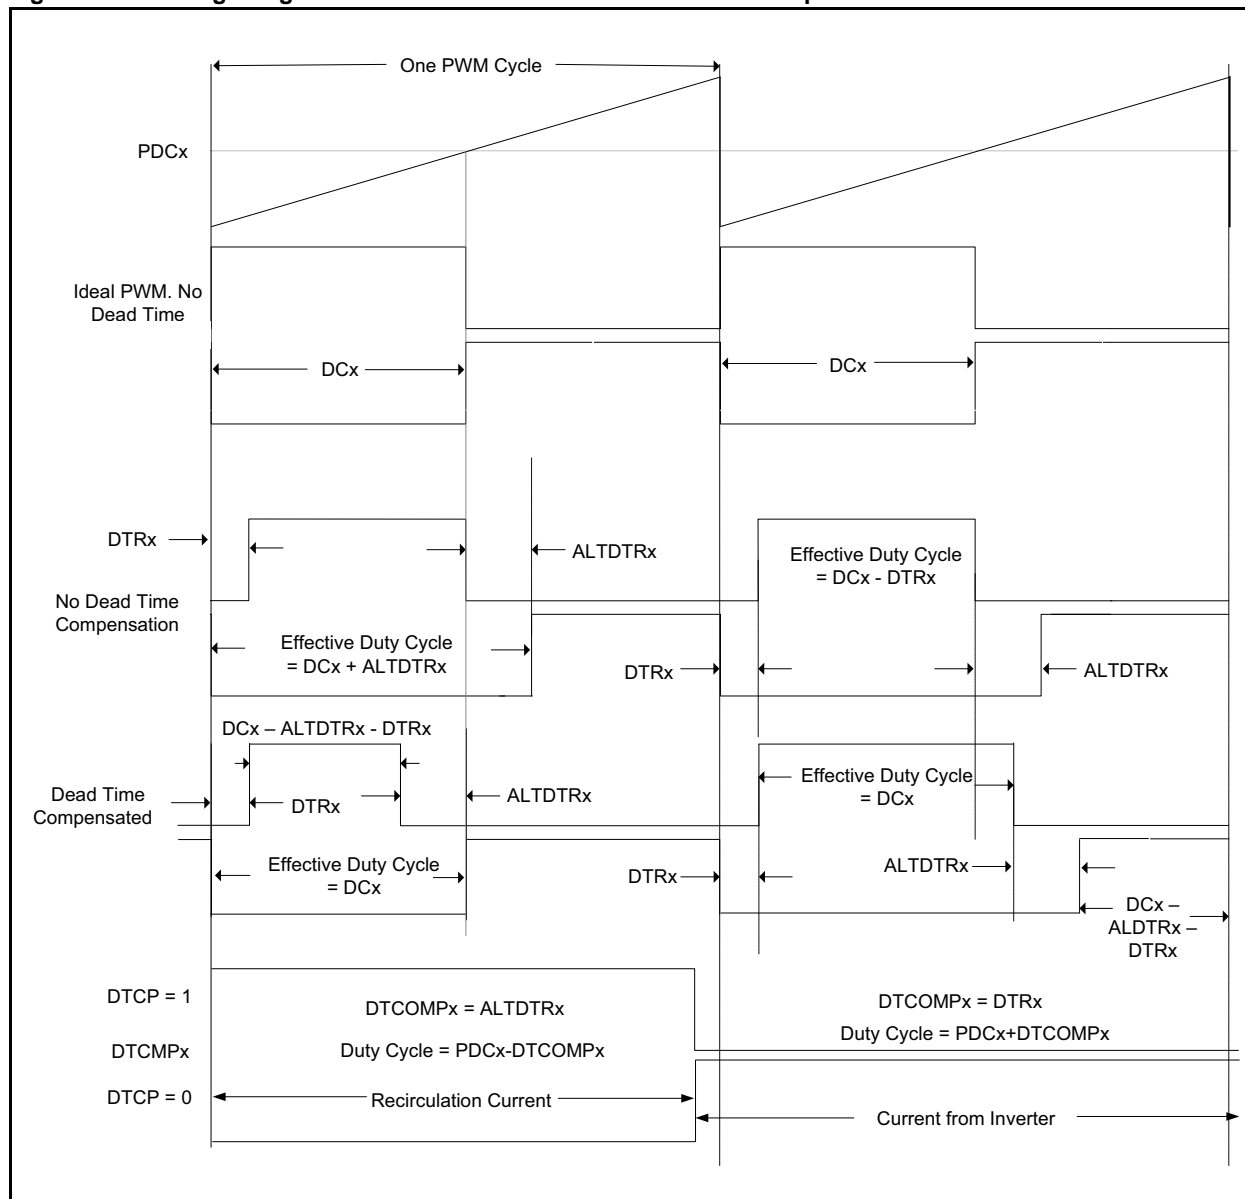 One PWM Cycle
PDCx
Ideal PWM. No
Dead Time
DCx
DCx
DTRx
ALTDTRx
Effective Duty Cycle
= DCx - DTRx
No Dead Time
Compensation
Effective Duty Cycle
= DCx + ALTDTRx
DTRx
ALTDTRx
DCx – ALTDTRx - DTRx
Dead Time
Compensated
DTRx
ALTDTRx
Effective Duty Cycle
= DCx
Effective Duty Cycle
= DCx
DTRx
ALTDTRx
DCx –
ALDTRx –
DTRx
DTCP = 1
DTCOMPx = ALTDTRx
DTCOMPx = DTRx
DTCMPx
Duty Cycle = PDCx-DTCOMPx
Duty Cycle = PDCx+DTCOMPx
DTCP = 0
Recirculation Current
Current from Inverter